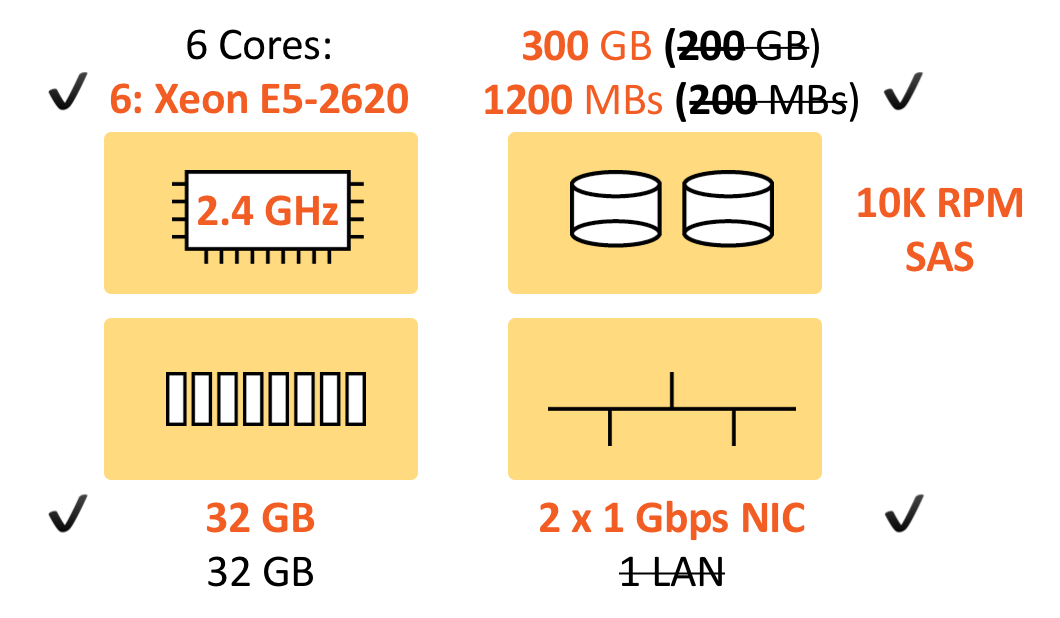 6 Cores:
6: Xeon E5-2620
2.4 GHz
300 GB (200 GB)
1200 MBs (200 MBs)
10K RPM
SAS
32 GB
32 GB
2 x 1 Gbps NIC
1 LAN